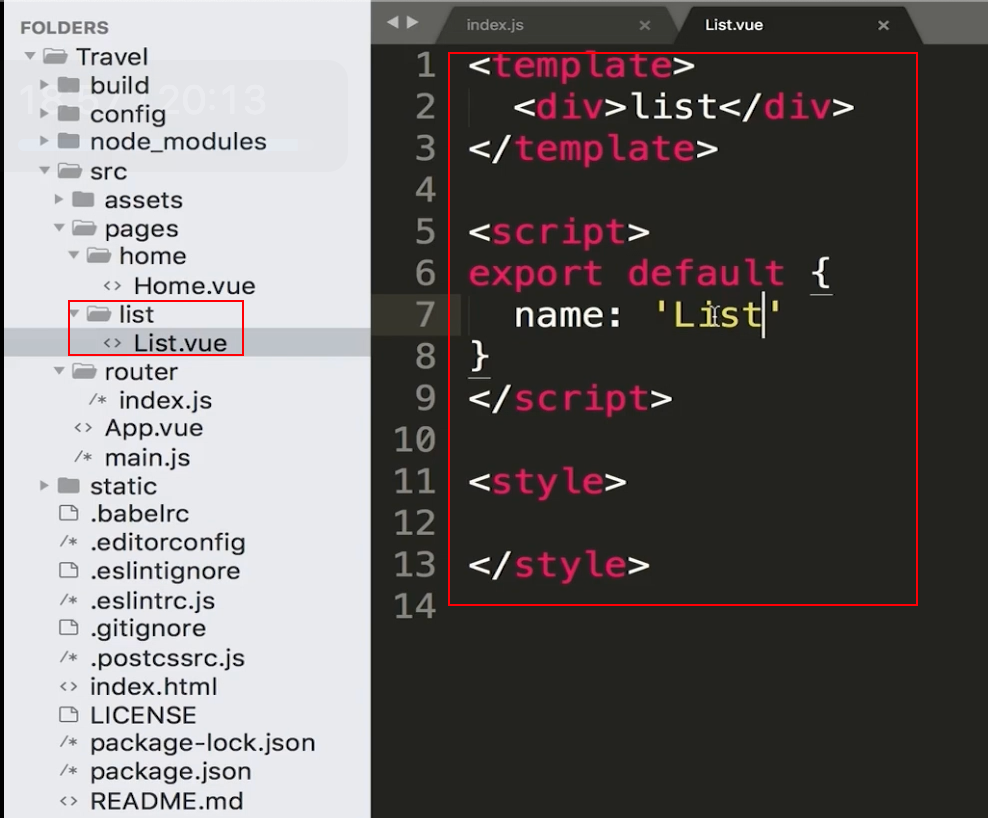 FOLDERS
Travel
build
config
node_modules
src
assets
pages
home
Home.vue
list
List.vue
router
index.js
App.vue
main.js
static
.babelrc
.editorconfig
.eslintignore
.eslintrc.js
.gitignore
.postcssrc.js
index.html
LICENSE
package-lock.json
package.json
README.md
index.js
List.vue
1 <template>
2 <div>list</div>
3 </template>
4
5 <script>
6 export default {
7 name: 'List'
8 }
9 </script>
10
11 <style>
12
13 </style>
14